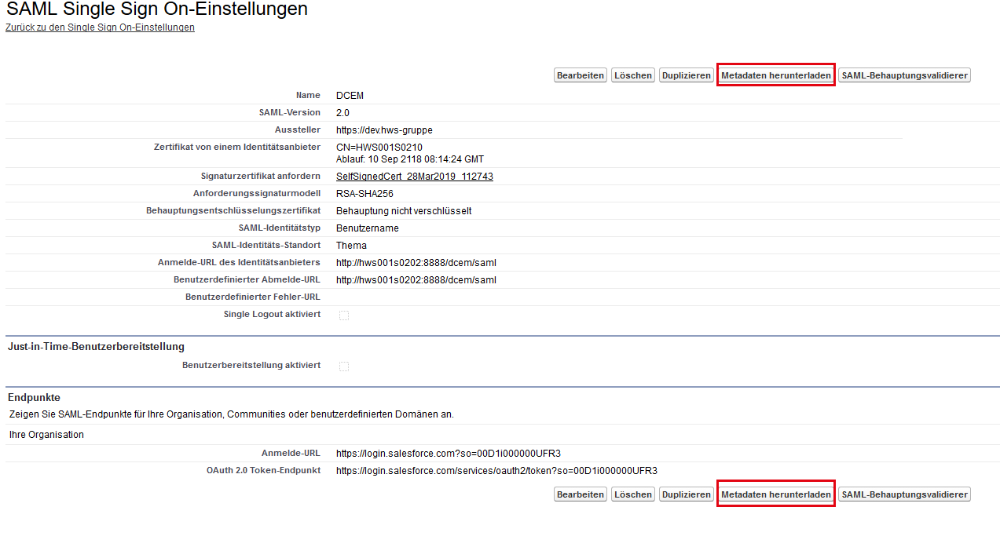 SAML Single Sign On-Einstellungen
Zurück zu den Single Sign On-Einstellungen
Bearbeiten Löschen Duplizieren Metadaten herunterladen SAML-Behauptungsvalidierer
Name DCEM
SAML-Version 2.0
Aussteller https://dev.hws-gruppe
Zertifikat von einem Identitätsanbieter CN=HWS001S0210
Ablauf: 10 Sep 2118 08:14:24 GMT
Signaturzertifikat anfordern SelfSignedCert_28Mar2019_112743
Anforderungssignaturmodell RSA-SHA256
Behauptungsentschlüsselungszertifikat Behauptung nicht verschlüsselt
SAML-Identitätstyp Benutzername
SAML-Identitäts-Standort Thema
Anmelde-URL des Identitätsanbieters http://hws001s0202:8888/dcem/saml
Benutzerdefinierter Abmelde-URL http://hws001s0202:8888/dcem/saml
Benutzerdefinierter Fehler-URL
Single Logout aktiviert
Just-in-Time-Benutzerbereitstellung
Benutzerbereitstellung aktiviert
Endpunkte
Zeigen Sie SAML-Endpunkte für Ihre Organisation, Communities oder benutzerdefinierten Domänen an.
Ihre Organisation
Anmelde-URL https://login.salesforce.com?so=00D1i000000UFR3
OAuth 2.0 Token-Endpunkt https://login.salesforce.com/services/oauth2/token?so=00D1i000000UFR3
Bearbeiten Löschen Duplizieren Metadaten herunterladen SAML-Behauptungsvalidierer